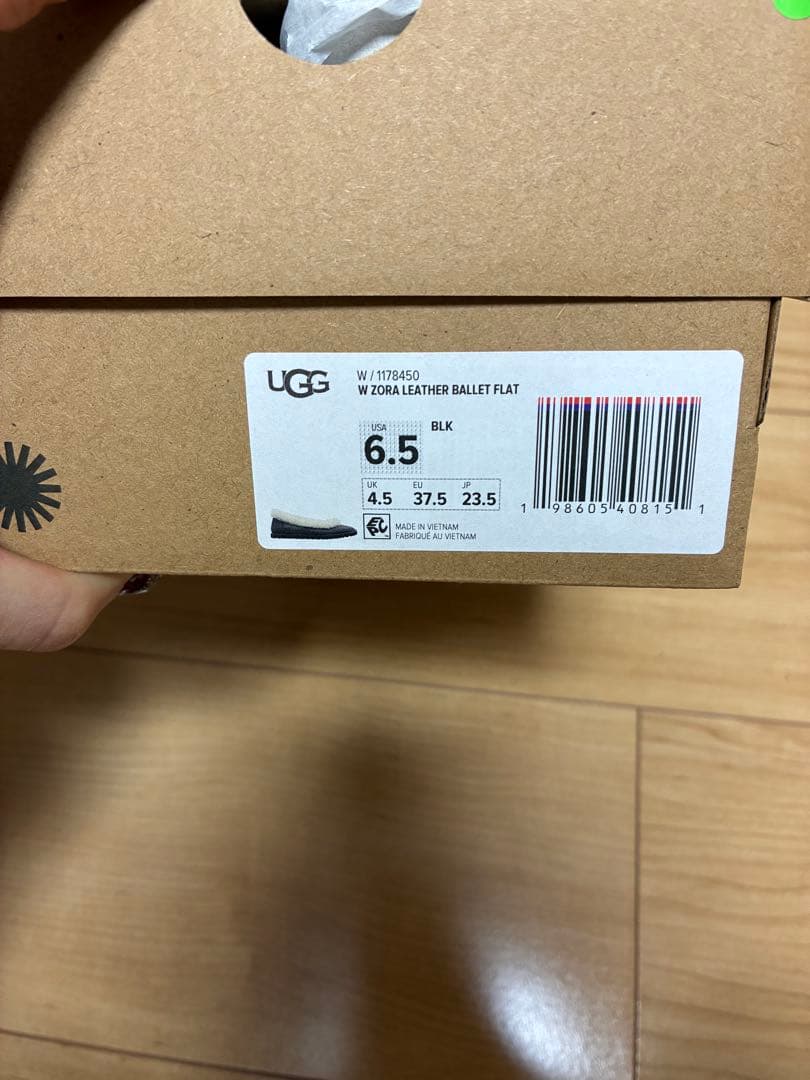 UGG
W / 1178450
W ZORA LEATHER BALLET FLAT
USA
6.5
BLK
UK EU JP
4.5 37.5 23.5
MADE IN VIETNAM
FABRIQUÉ AU VIETNAM
1 98605 40815 1